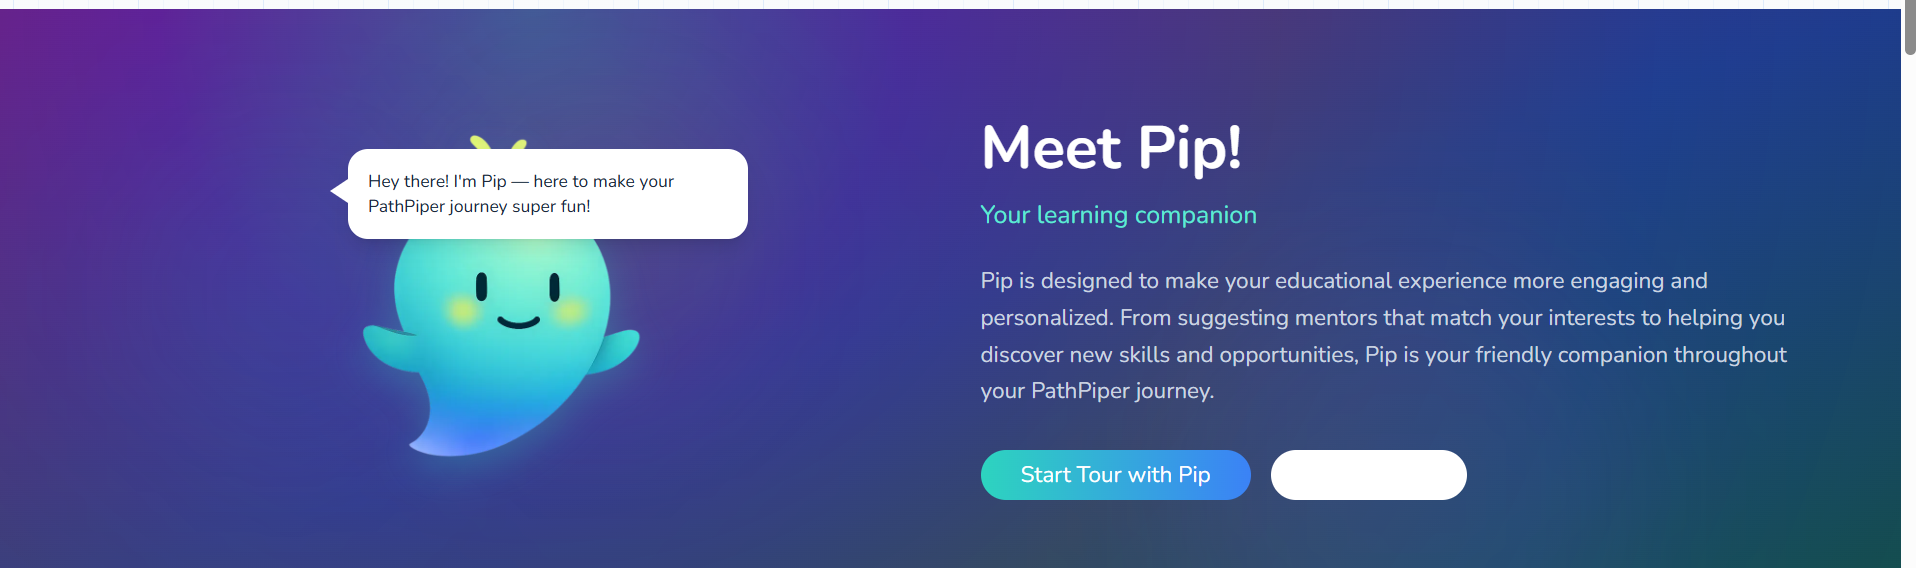 Hey there! I'm Pip — here to make your
PathPiper journey super fun!
Meet Pip!
Your learning companion
Pip is designed to make your educational experience more engaging and
personalized. From suggesting mentors that match your interests to helping you
discover new skills and opportunities, Pip is your friendly companion throughout
your PathPiper journey.
Start Tour with Pip